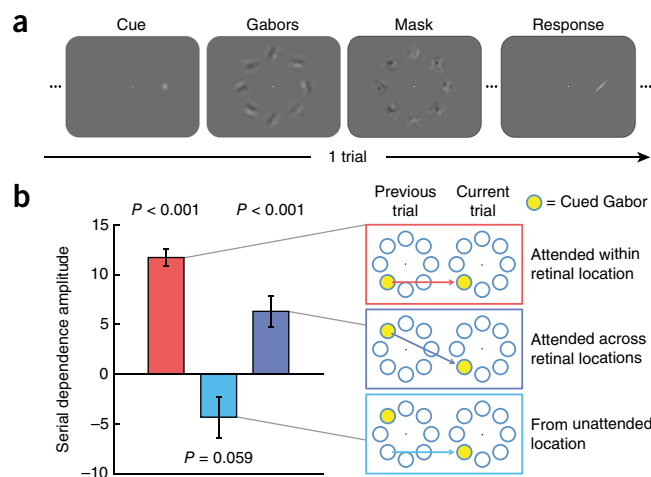 a
Cue
Gabors
Mask
Response
...
...
...
1 trial
b
P < 0.001
P < 0.001
Previous trial
Current trial
= Cued Gabor
15
10
5
0
−5
−10
Serial dependence amplitude
P = 0.059
Attended within
retinal location
Attended across
retinal locations
From unattended
location